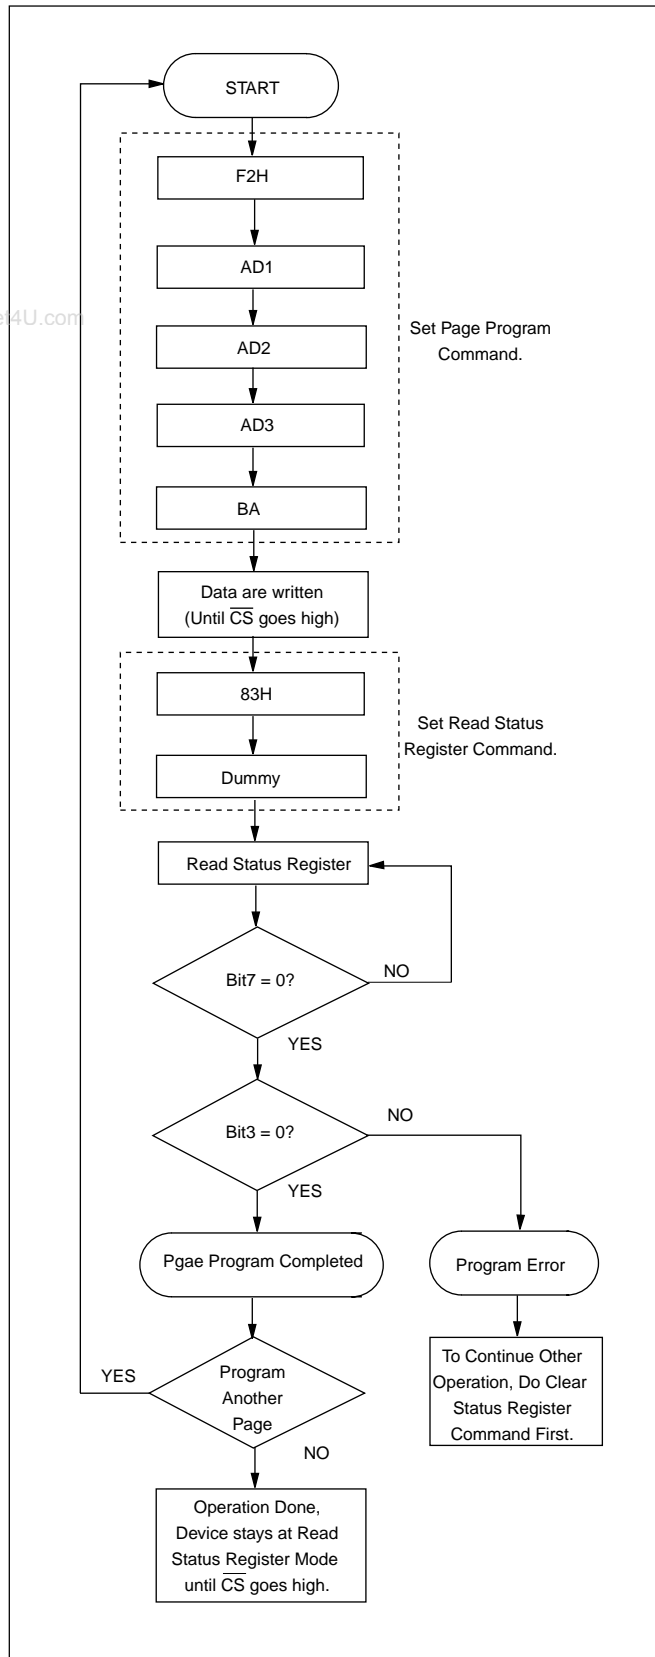 START
F2H
AD1
et4U.com
AD2
Set Page Program
Command.
AD3
BA
Data are written
(Until C̅S̅ goes high)
83H
Set Read Status
Register Command.
Dummy
Read Status Register
Bit7 = 0?
NO
YES
Bit3 = 0?
NO
YES
Pgae Program Completed
Program Error
YES
Program
Another
Page
To Continue Other
Operation, Do Clear
Status Register
Command First.
NO
Operation Done,
Device stays at Read
Status Register Mode
until C̅S̅ goes high.